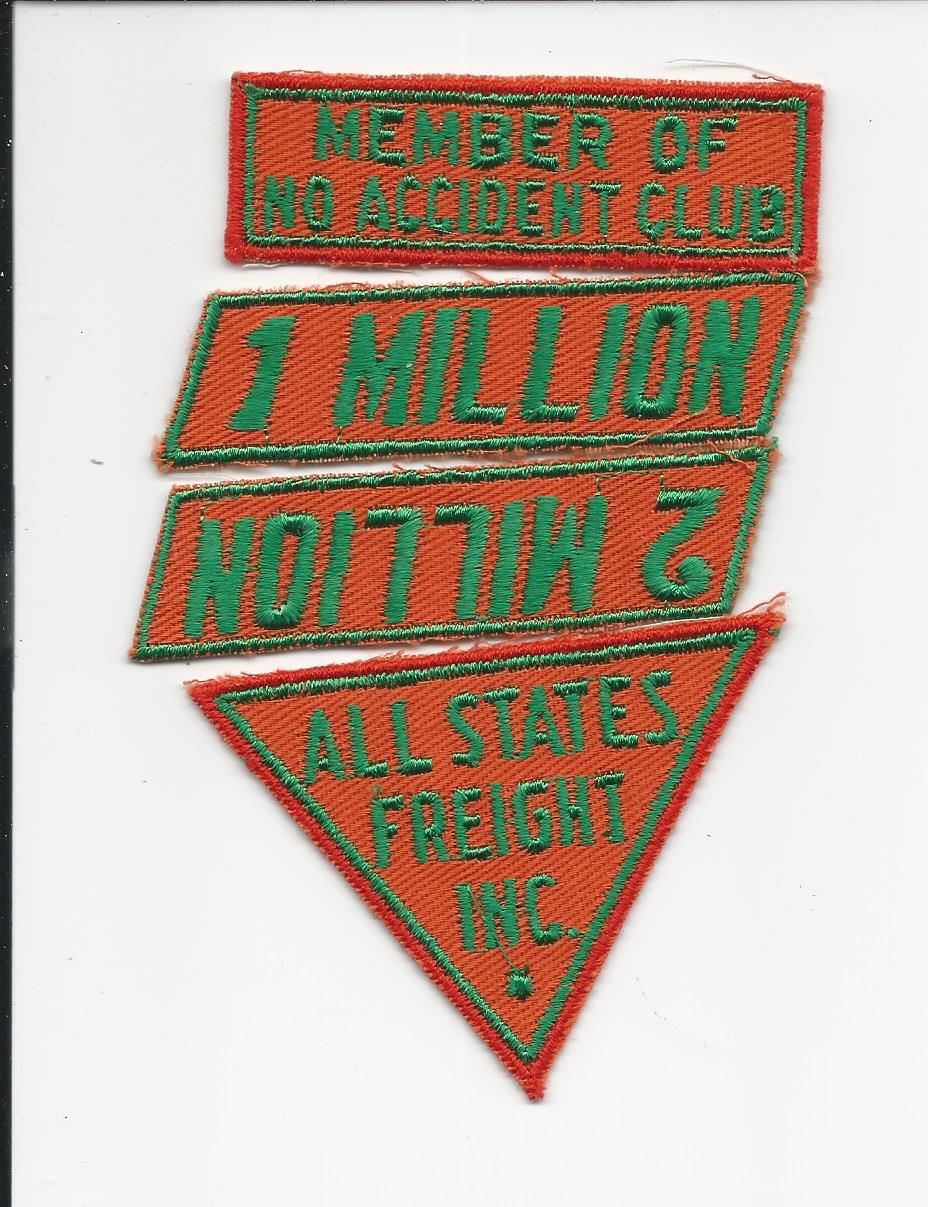 MEMBER OF
NO ACCIDENT CLUB
1 MILLION
2 MILLION
ALL STATES
FREIGHT
INC.